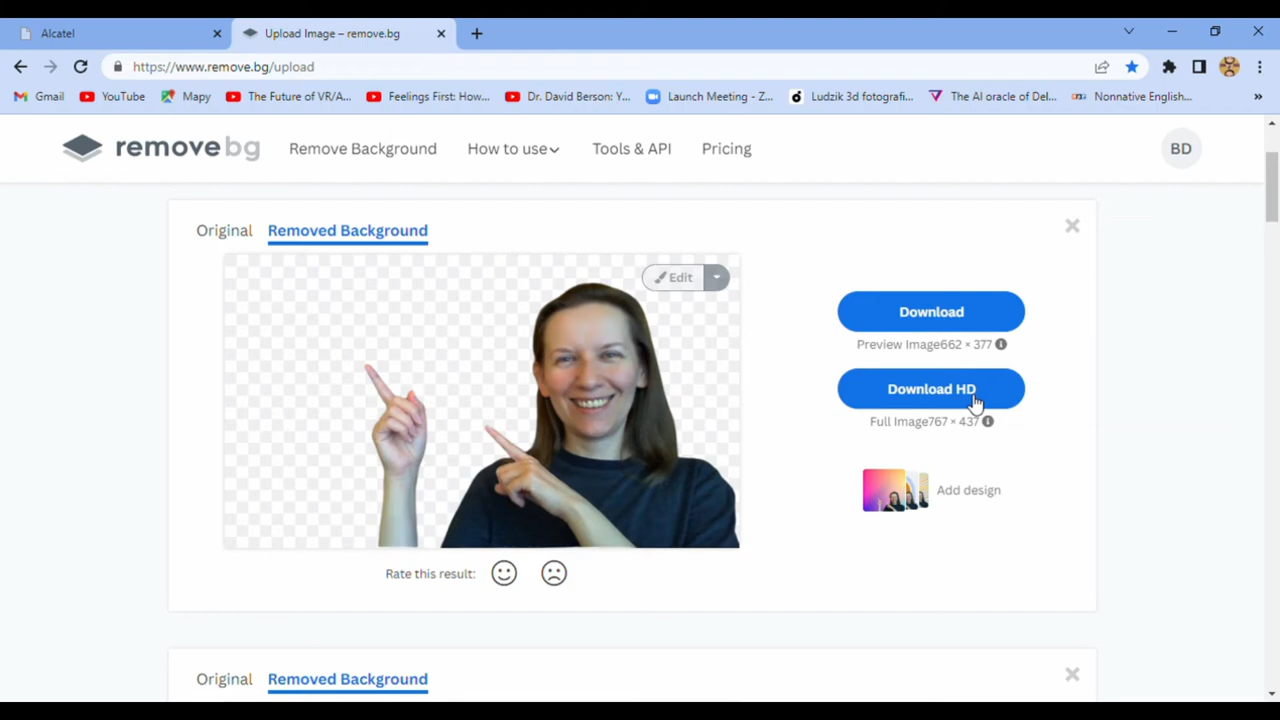 Alcatel
Upload Image – remove.bg
https://www.remove.bg/upload
Gmail
YouTube
Mapy
The Future of VR/A...
Feelings First: How...
Dr. David Berson: Y...
Launch Meeting - Z...
Ludzik 3d fotografi...
The AI oracle of Del...
Nonnative English...
»
removebg
Remove Background
How to use
Tools & API
Pricing
BD
Original
Removed Background
Edit
Download
Preview Image662 × 377
Download HD
Full Image767 × 437
Add design
Rate this result:
Original
Removed Background